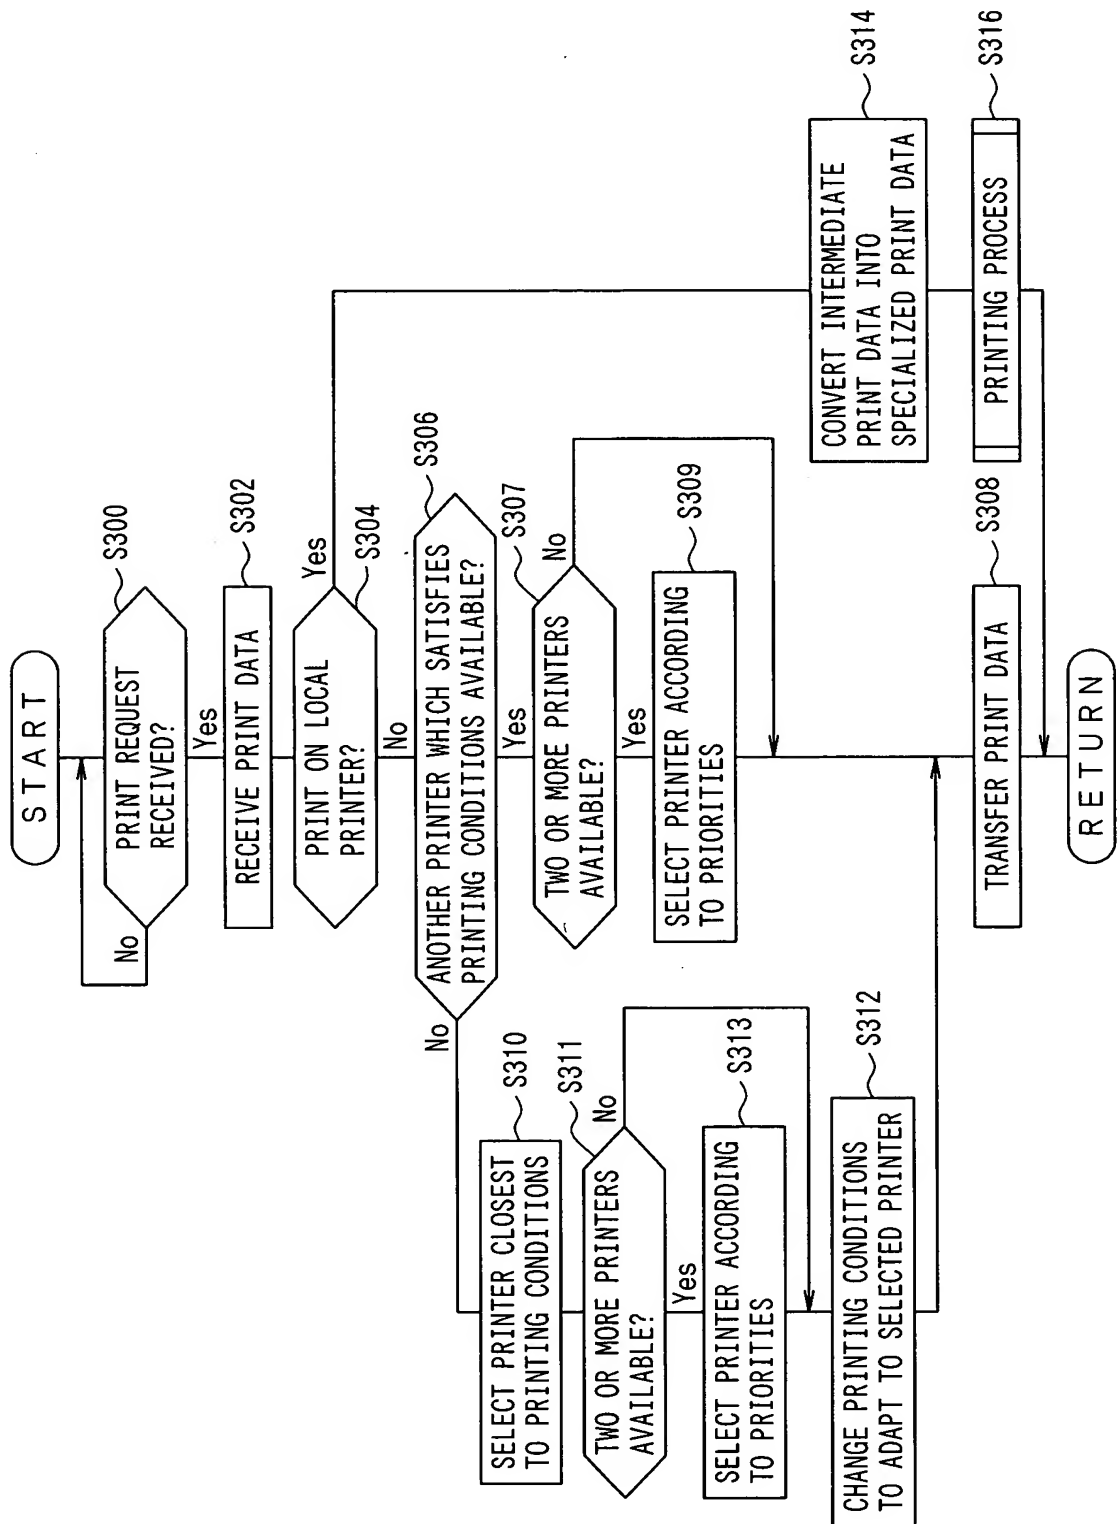 START
PRINT REQUEST
RECEIVED?
S300
No
Yes
RECEIVE PRINT DATA
S302
PRINT ON LOCAL
PRINTER?
S304
Yes
No
ANOTHER PRINTER WHICH SATISFIES
PRINTING CONDITIONS AVAILABLE?
S306
No
Yes
TWO OR MORE PRINTERS
AVAILABLE?
S307
No
Yes
SELECT PRINTER ACCORDING
TO PRIORITIES
S309
SELECT PRINTER CLOSEST
TO PRINTING CONDITIONS
S310
TWO OR MORE PRINTERS
AVAILABLE?
S311
No
Yes
SELECT PRINTER ACCORDING
TO PRIORITIES
S313
CHANGE PRINTING CONDITIONS
TO ADAPT TO SELECTED PRINTER
S312
CONVERT INTERMEDIATE
PRINT DATA INTO
SPECIALIZED PRINT DATA
S314
TRANSFER PRINT DATA
S308
PRINTING PROCESS
S316
RETURN